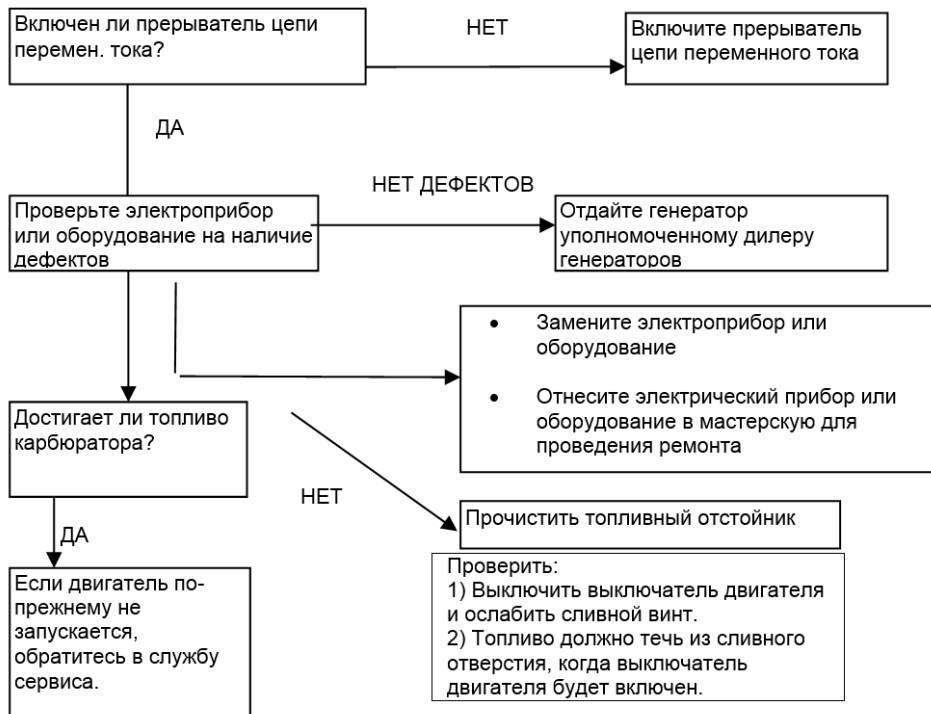 Включен ли прерыватель цепи
перемен. тока?
НЕТ
Включите прерыватель
цепи переменного тока
ДА
НЕТ ДЕФЕКТОВ
Проверьте электроприбор
или оборудование на наличие
дефектов
Отдайте генератор
уполномоченному дилеру
генераторов
• Замените электроприбор или
оборудование
• Отнесите электрический прибор или
оборудование в мастерскую для
проведения ремонта
Достигает ли топливо
карбюратора?
НЕТ
Прочистить топливный отстойник
ДА
Проверить:
1) Выключить выключатель двигателя
и ослабить сливной винт.
2) Топливо должно течь из сливного
отверстия, когда выключатель
двигателя будет включен.
Если двигатель по-
прежнему не
запускается,
обратитесь в службу
сервиса.